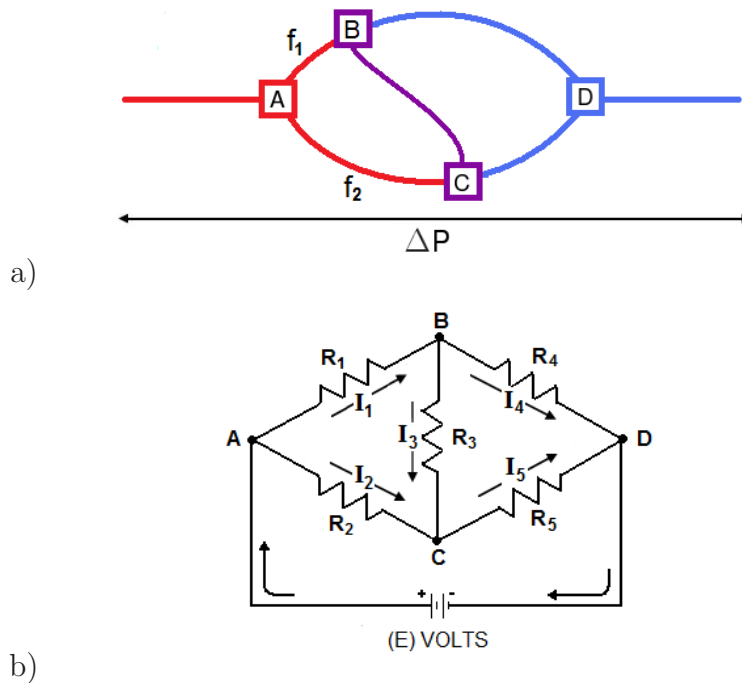 B
f₁
A
D
f₂
C
ΔP
a)
B
R₁
R₄
I₁
I₄
A
I₃
R₃
D
I₂
I₅
R₂
R₅
C
+ -
(E) VOLTS
b)